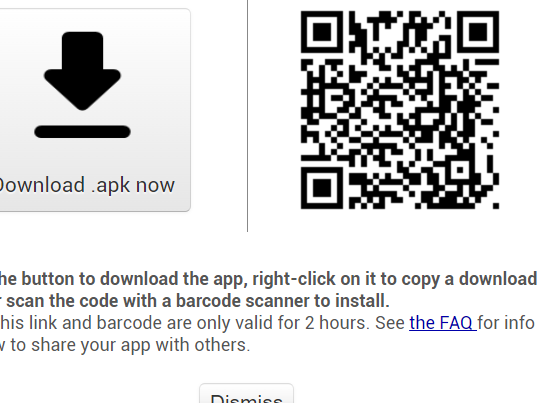 Download .apk now
he button to download the app, right-click on it to copy a download
r scan the code with a barcode scanner to install.
his link and barcode are only valid for 2 hours. See the FAQ for info
w to share your app with others.
Dismiss